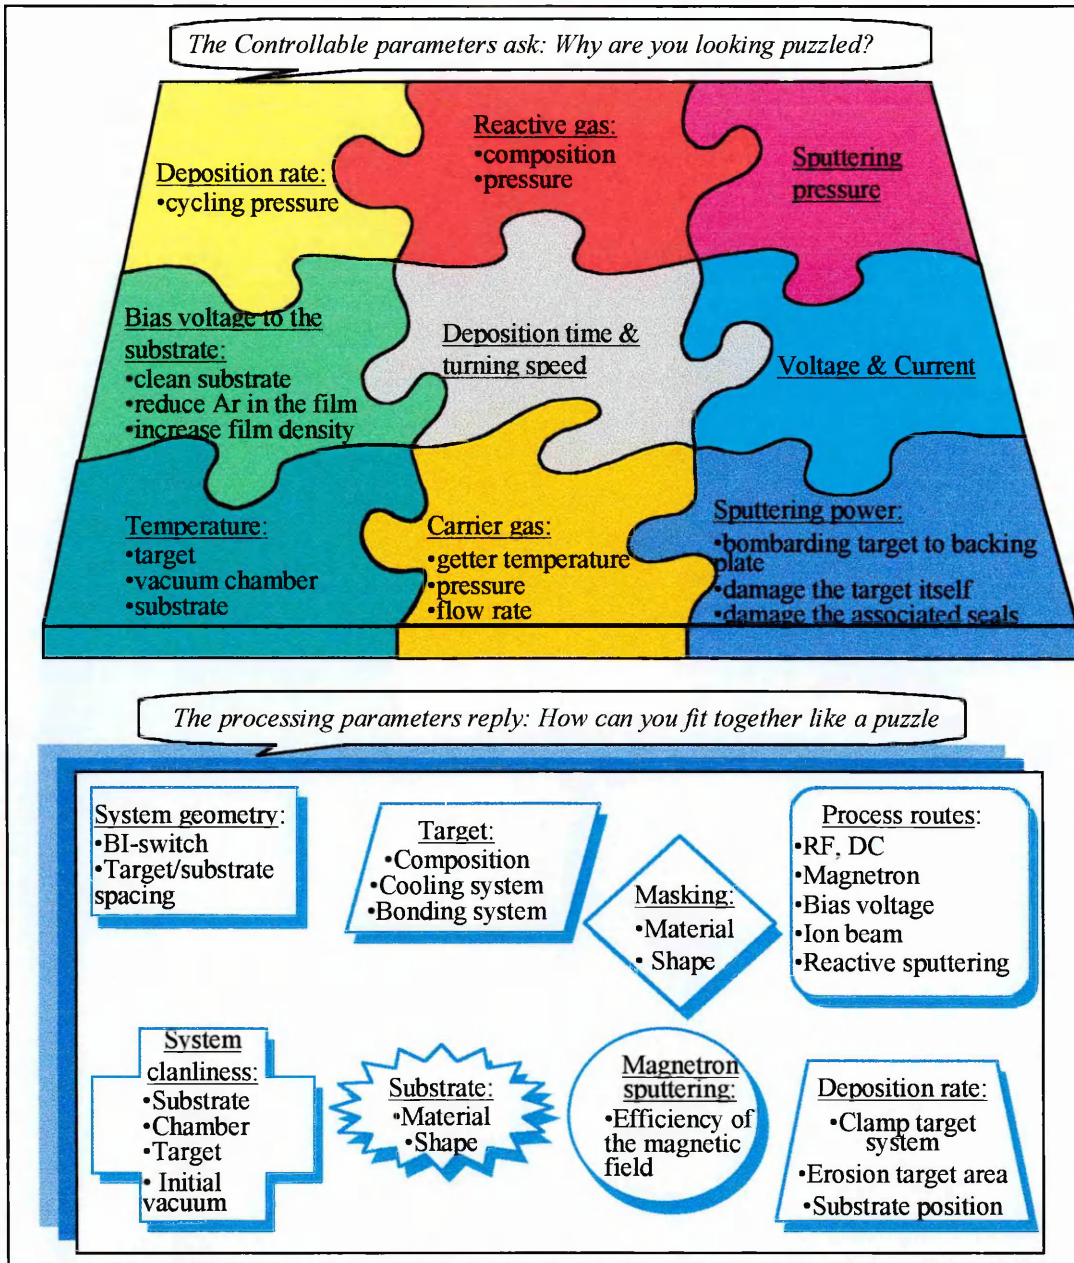 The Controllable parameters ask: Why are you looking puzzled?
Deposition rate:
•cycling pressure
Reactive gas:
•composition
•pressure
Sputtering
pressure
Bias voltage to the
substrate:
•clean substrate
•reduce Ar in the film
•increase film density
Deposition time &
turning speed
Voltage & Current
Temperature:
•target
•vacuum chamber
•substrate
Carrier gas:
•getter temperature
•pressure
•flow rate
Sputtering power:
•bombarding target to backing
plate
•damage the target itself
•damage the associated seals
The processing parameters reply: How can you fit together like a puzzle
System geometry:
•BI-switch
•Target/substrate
spacing
Target:
•Composition
•Cooling system
•Bonding system
Masking:
•Material
• Shape
Process routes:
•RF, DC
•Magnetron
•Bias voltage
•Ion beam
•Reactive sputtering
System
clanliness:
•Substrate
•Chamber
•Target
• Initial
vacuum
Substrate:
•Material
•Shape
Magnetron
sputtering:
•Efficiency of
the magnetic
field
Deposition rate:
•Clamp target
system
•Erosion target area
•Substrate position